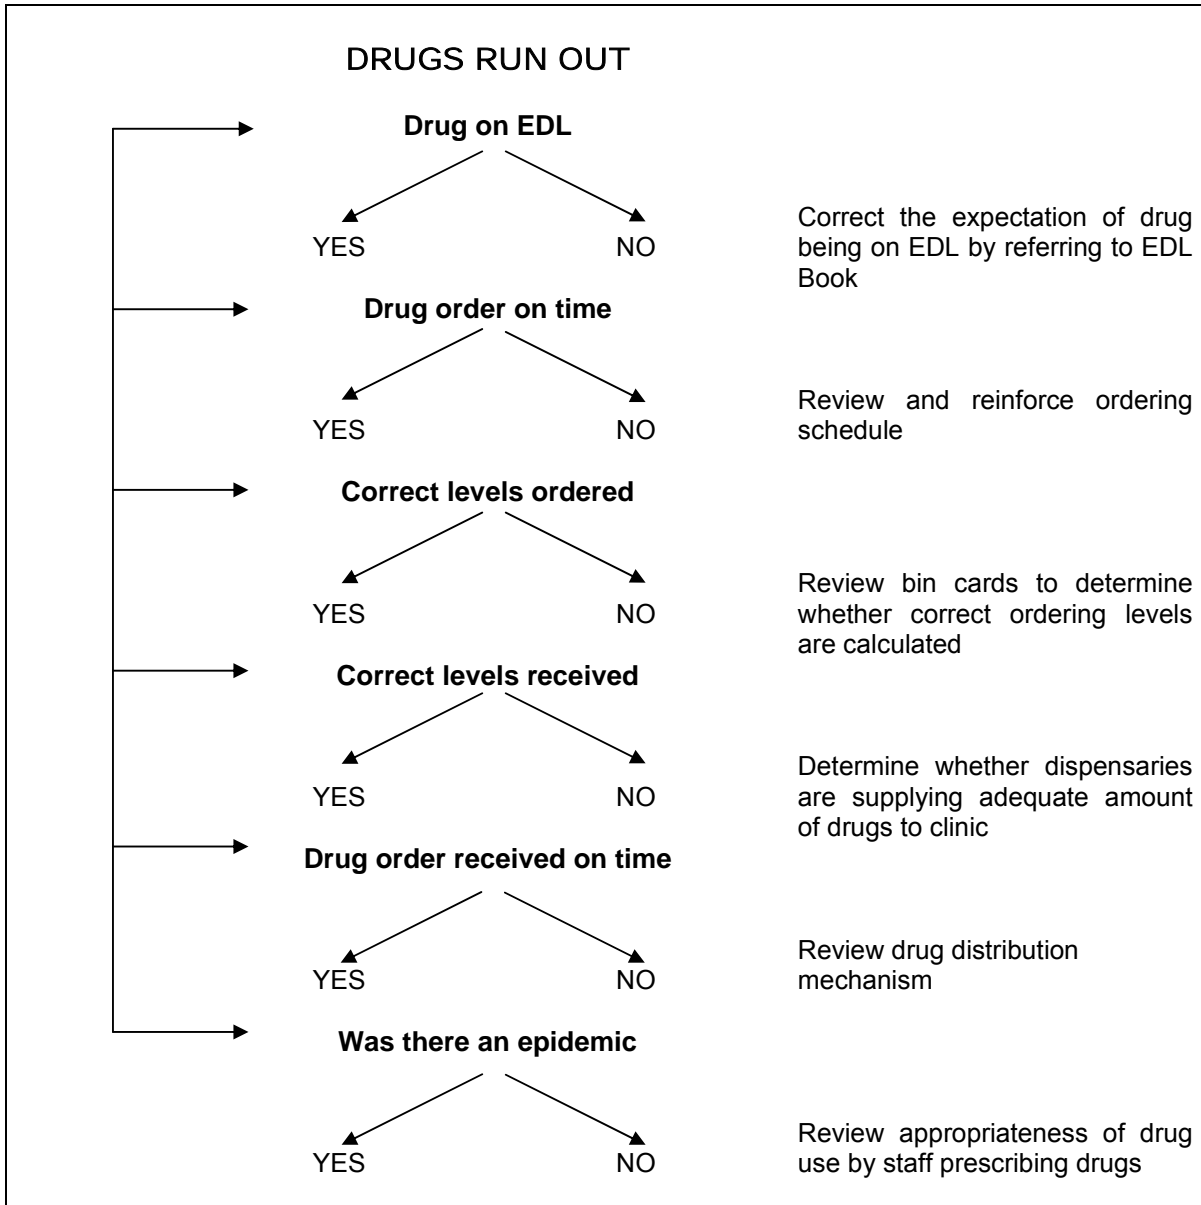 DRUGS RUN OUT
Drug on EDL
YES NO
Correct the expectation of drug
being on EDL by referring to EDL
Book
Drug order on time
YES NO
Review and reinforce ordering
schedule
Correct levels ordered
YES NO
Review bin cards to determine
whether correct ordering levels
are calculated
Correct levels received
YES NO
Determine whether dispensaries
are supplying adequate amount
of drugs to clinic
Drug order received on time
YES NO
Review drug distribution
mechanism
Was there an epidemic
YES NO
Review appropriateness of drug
use by staff prescribing drugs